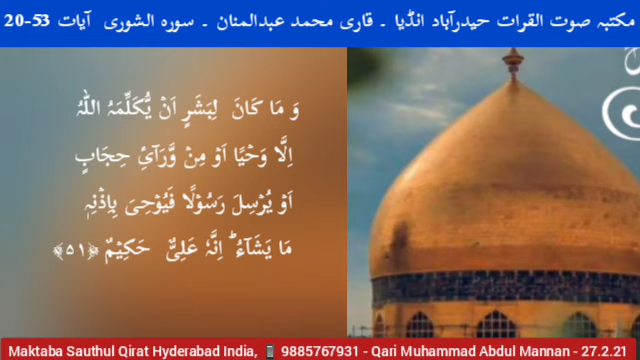 مکتبہ صوت القرات حیدرآباد انڈیا ۔ قاری محمد عبدالمنان ۔ سورہ الشوری آیات 53-20
وَ مَا كَانَ لِبَشَرٍ اَنْ يُّكَلِّمَهُ اللّٰهُ
اِلَّا وَحْيًا اَوْ مِنْ وَّرَآئِ حِجَابٍ
اَوْ يُرْسِلَ رَسُوْلًا فَيُوْحِىَ بِاِذْنِهٖ
مَا يَشَآءُ ؕ اِنَّهٗ عَلِىٌّ حَكِيْمٌ ﴿۵۱﴾
Maktaba Sauthul Qirat Hyderabad India, 📱 9885767931 - Qari Muhammad Abdul Mannan - 27.2.21